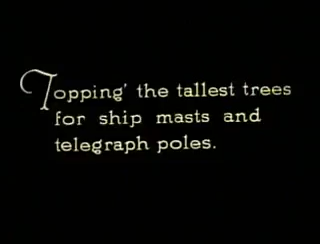 Topping' the tallest trees
for ship masts and
telegraph poles.